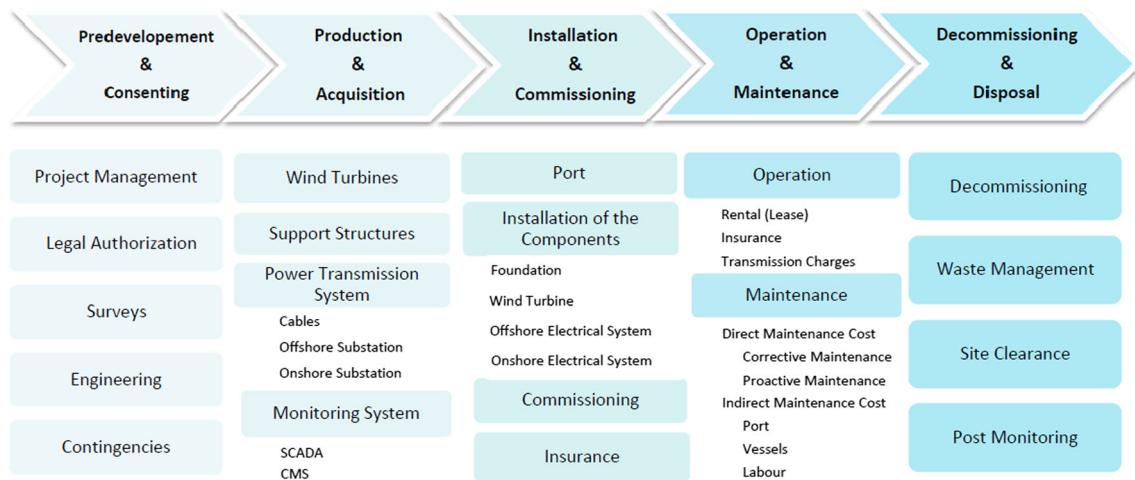 Predevelopement
&
Consenting
Production
&
Acquisition
Installation
&
Commissioning
Operation
&
Maintenance
Decommissioning
&
Disposal
Project Management
Legal Authorization
Surveys
Engineering
Contingencies
Wind Turbines
Support Structures
Power Transmission
System
Cables
Offshore Substation
Onshore Substation
Monitoring System
SCADA
CMS
Port
Installation of the
Components
Foundation
Wind Turbine
Offshore Electrical System
Onshore Electrical System
Commissioning
Insurance
Operation
Rental (Lease)
Insurance
Transmission Charges
Maintenance
Direct Maintenance Cost
Corrective Maintenance
Proactive Maintenance
Indirect Maintenance Cost
Port
Vessels
Labour
Decommissioning
Waste Management
Site Clearance
Post Monitoring